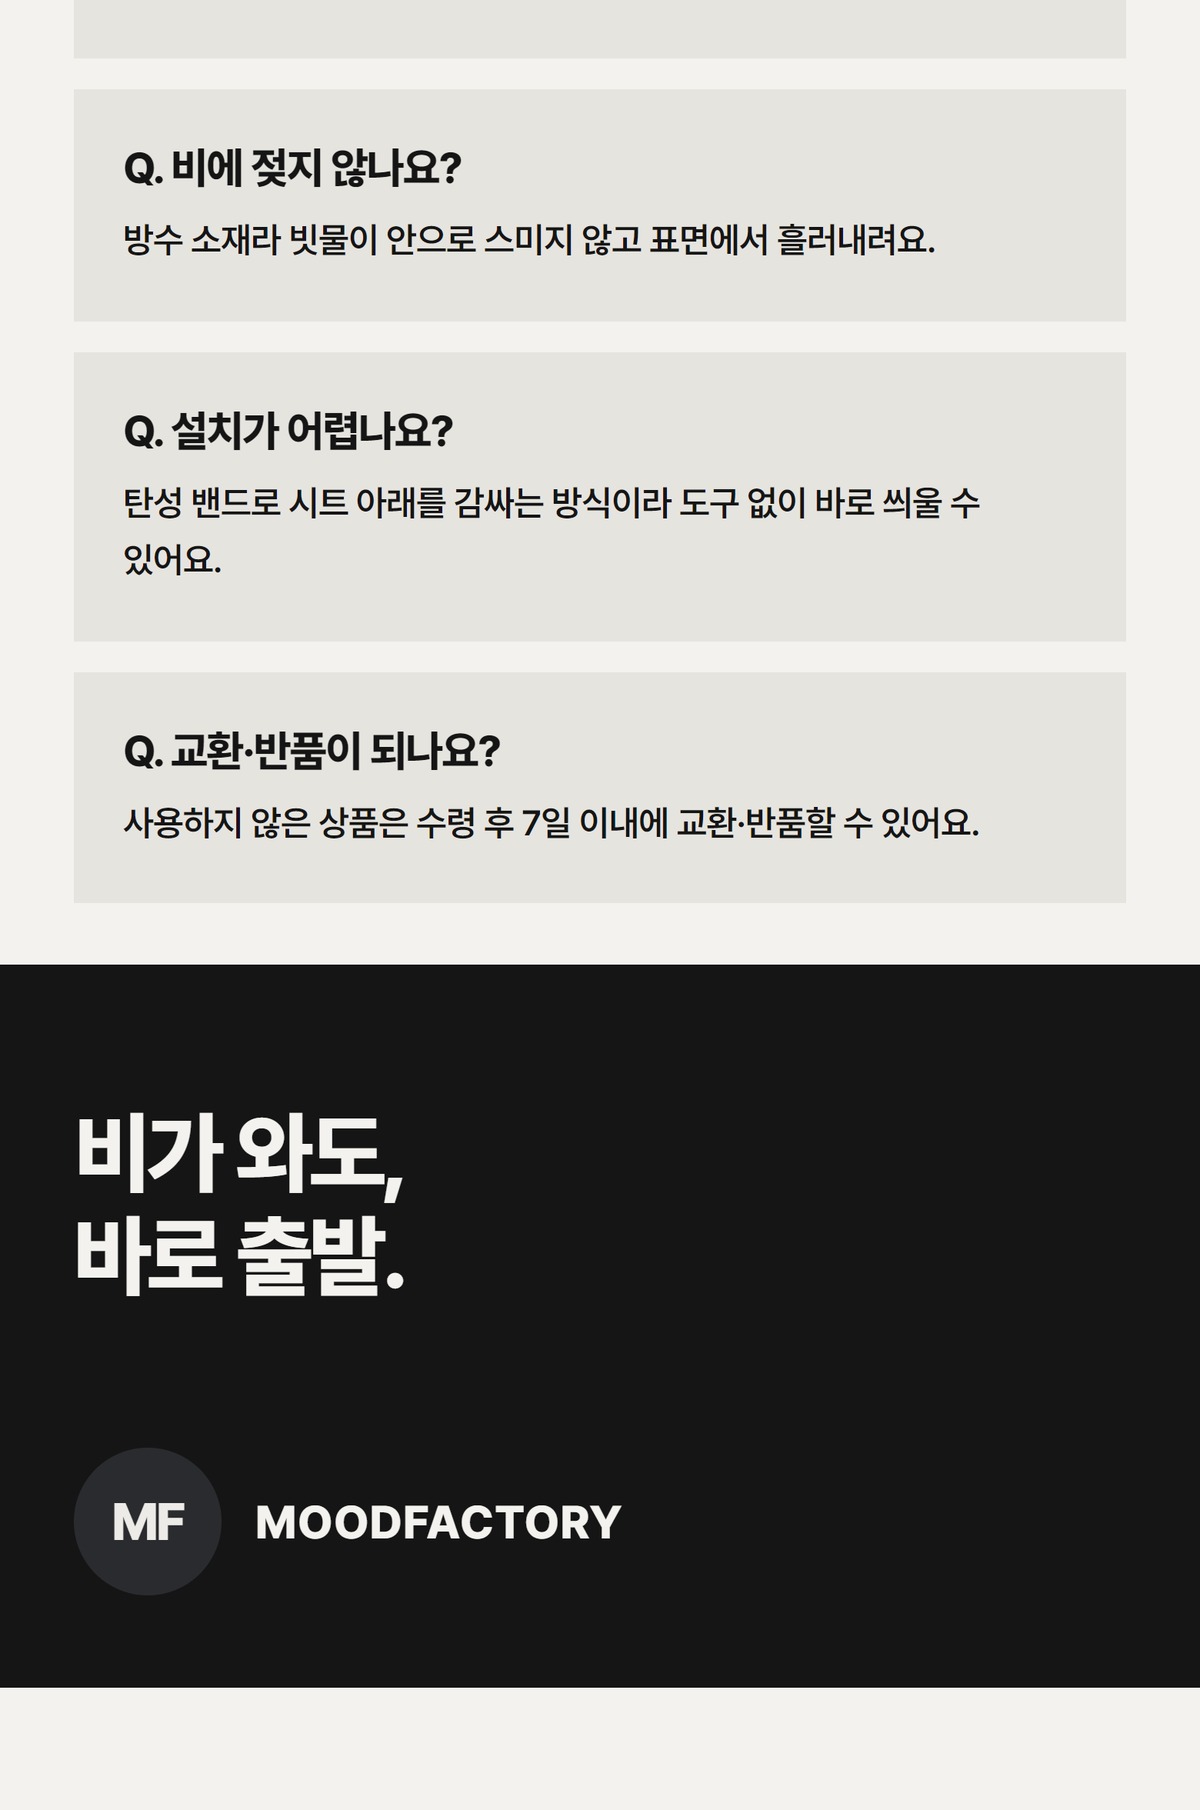 Q. 비에 젖지 않나요?
방수 소재라 빗물이 안으로 스미지 않고 표면에서 흘러내려요.
Q. 설치가 어렵나요?
탄성 밴드로 시트 아래를 감싸는 방식이라 도구 없이 바로 씌울 수
있어요.
Q. 교환·반품이 되나요?
사용하지 않은 상품은 수령 후 7일 이내에 교환·반품할 수 있어요.
비가 와도,
바로 출발.
MF MOODFACTORY